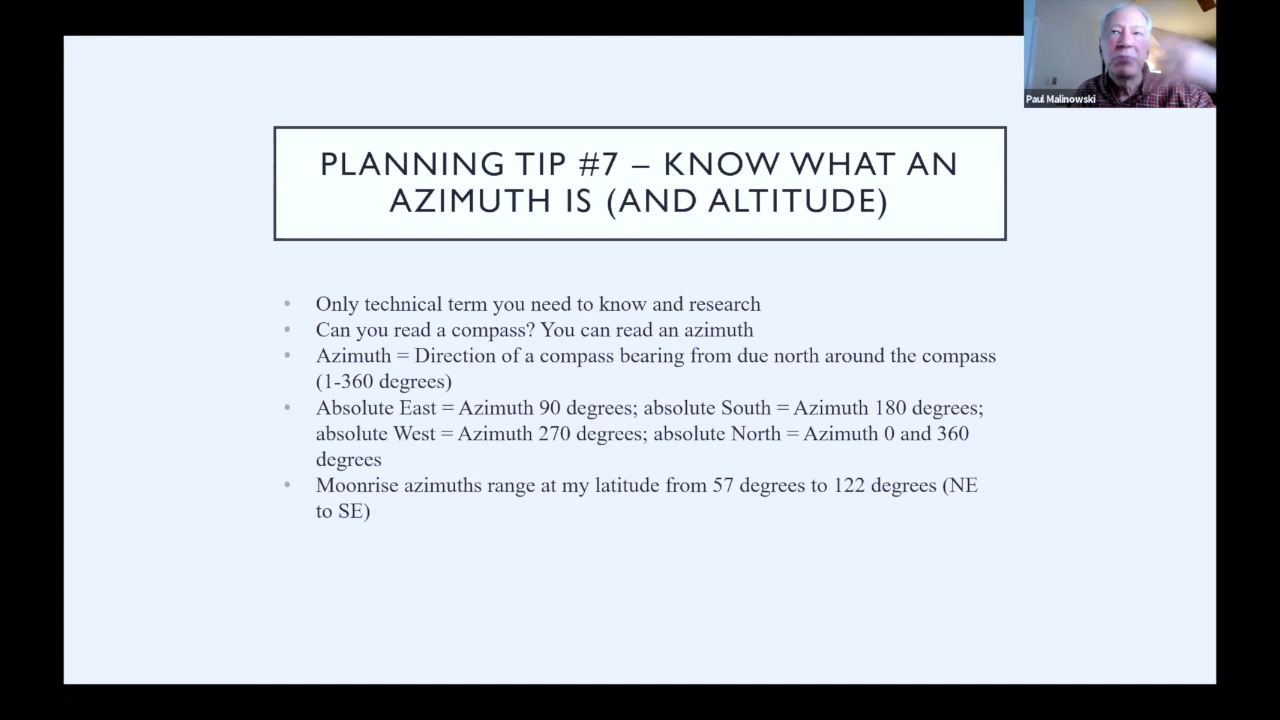 Paul Malinowski
PLANNING TIP #7 – KNOW WHAT AN
AZIMUTH IS (AND ALTITUDE)
• Only technical term you need to know and research
• Can you read a compass? You can read an azimuth
• Azimuth = Direction of a compass bearing from due north around the compass
(1-360 degrees)
• Absolute East = Azimuth 90 degrees; absolute South = Azimuth 180 degrees;
absolute West = Azimuth 270 degrees; absolute North = Azimuth 0 and 360
degrees
• Moonrise azimuths range at my latitude from 57 degrees to 122 degrees (NE
to SE)